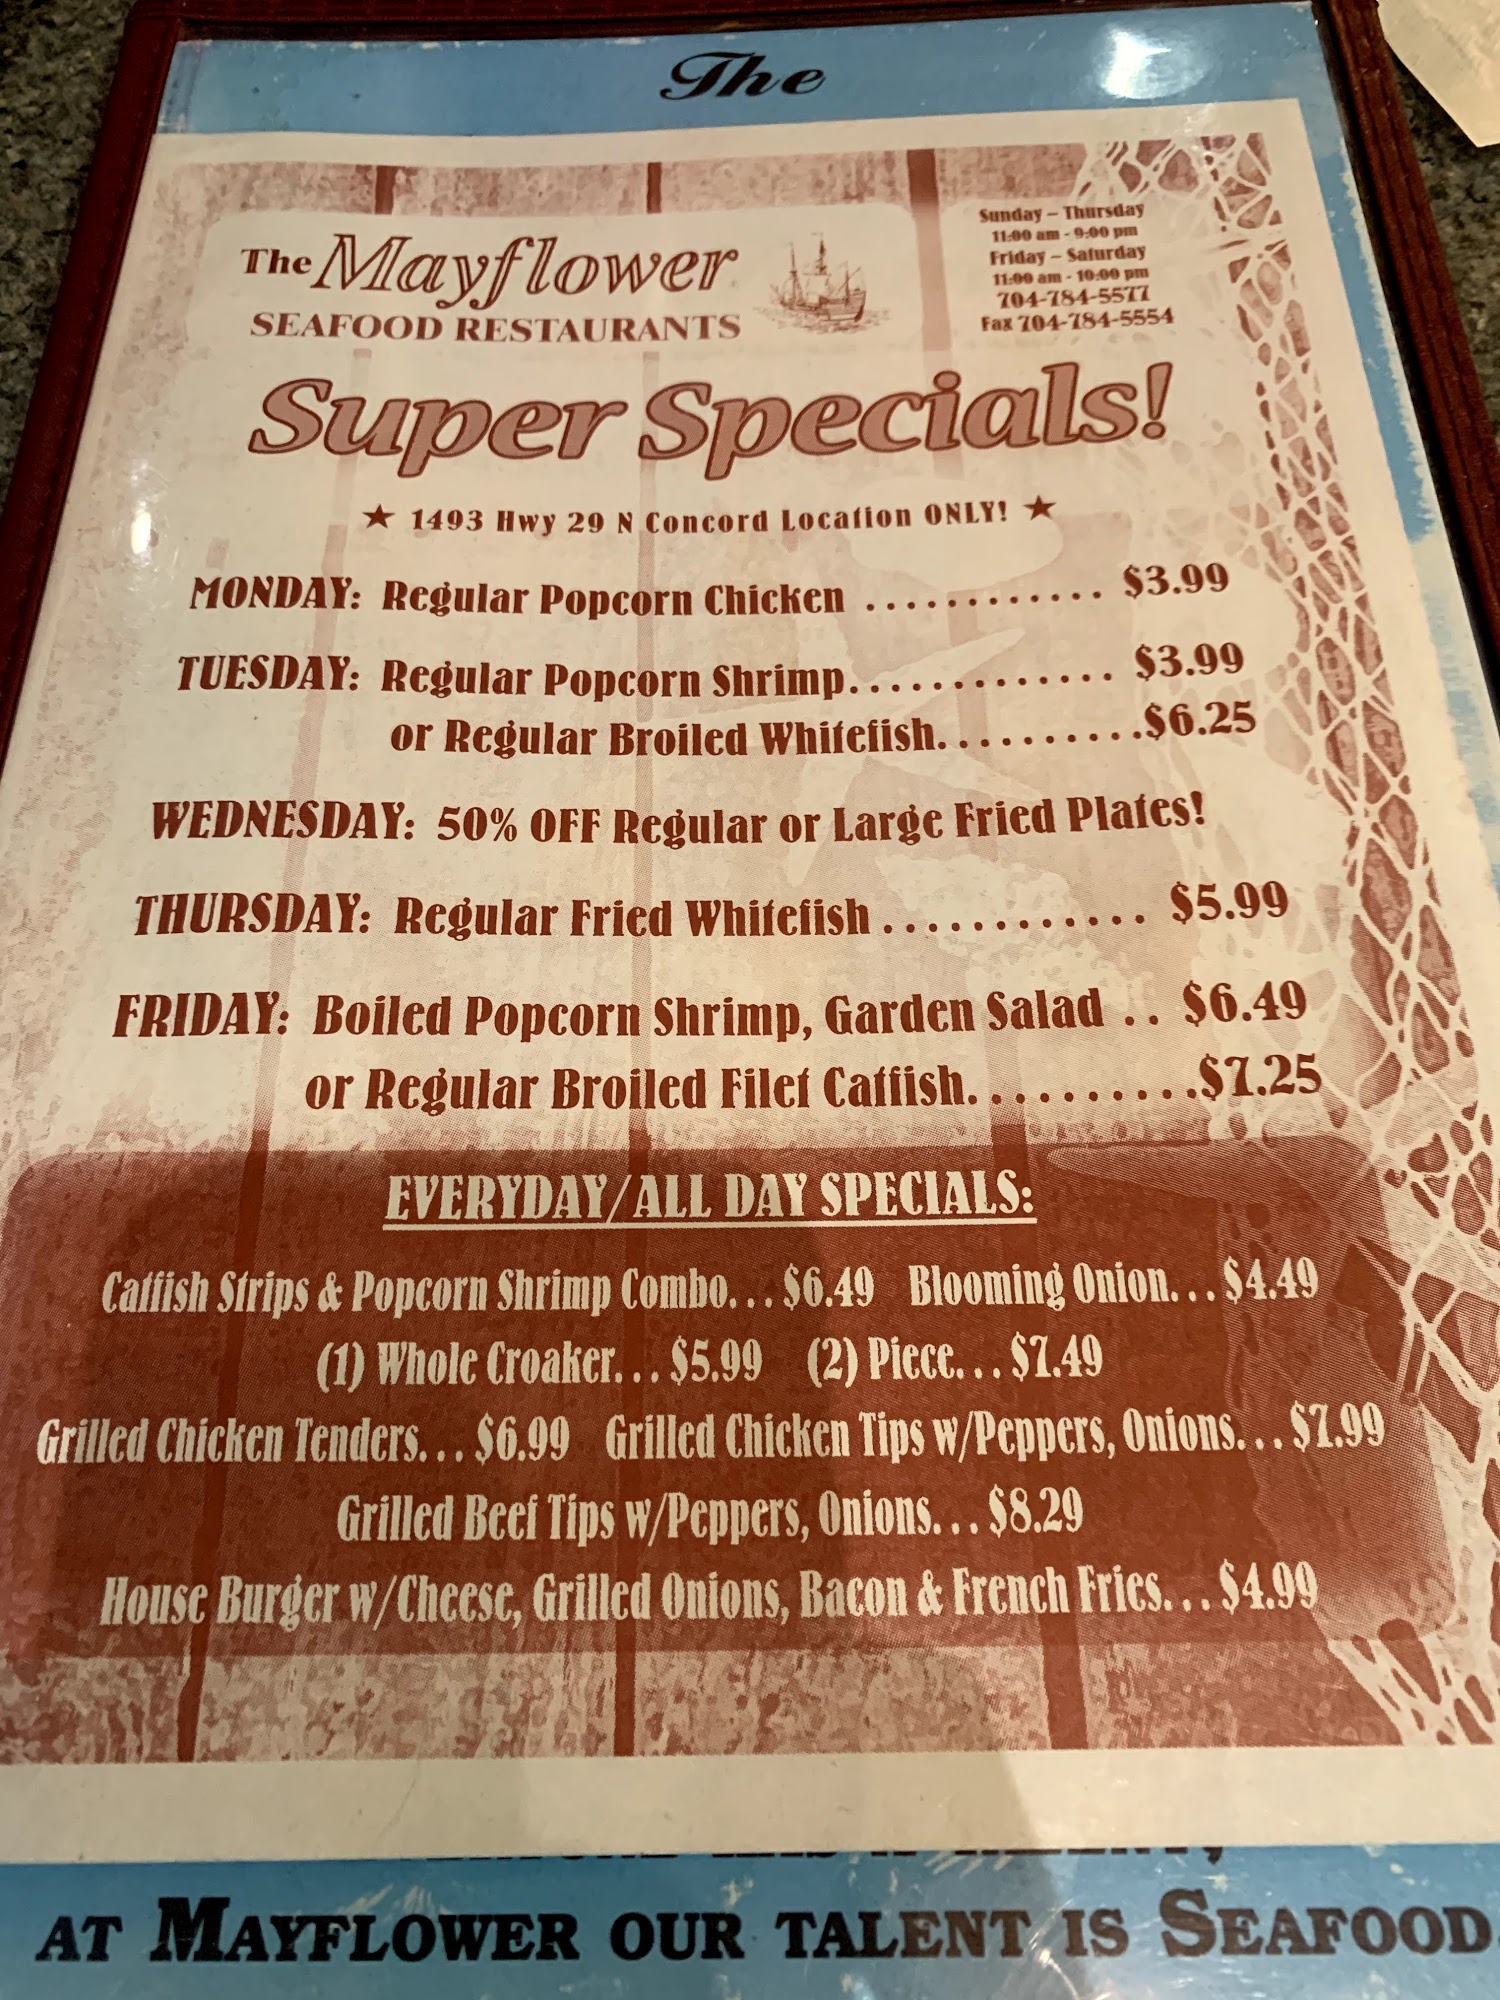 The
The Mayflower
SEAFOOD RESTAURANTS
Sunday – Thursday
11:00 am - 9:00 pm
Friday – Saturday
11:00 am - 10:00 pm
704-784-5577
Fax 704-784-5554
Super Specials!
★ 1493 Hwy 29 N Concord Location ONLY! ★
MONDAY: Regular Popcorn Chicken ............ $3.99
TUESDAY: Regular Popcorn Shrimp............. $3.99
or Regular Broiled Whitefish..........$6.25
WEDNESDAY: 50% OFF Regular or Large Fried Plates!
THURSDAY: Regular Fried Whitefish ............ $5.99
FRIDAY: Boiled Popcorn Shrimp, Garden Salad .. $6.49
or Regular Broiled Filet Catfish..........$7.25
EVERYDAY/ALL DAY SPECIALS:
Catfish Strips & Popcorn Shrimp Combo... $6.49 Blooming Onion... $4.49
(1) Whole Croaker... $5.99 (2) Piece... $7.49
Grilled Chicken Tenders... $6.99 Grilled Chicken Tips w/Peppers, Onions... $7.99
Grilled Beef Tips w/Peppers, Onions... $8.29
House Burger w/Cheese, Grilled Onions, Bacon & French Fries... $4.99
AT MAYFLOWER OUR TALENT IS SEAFOOD.